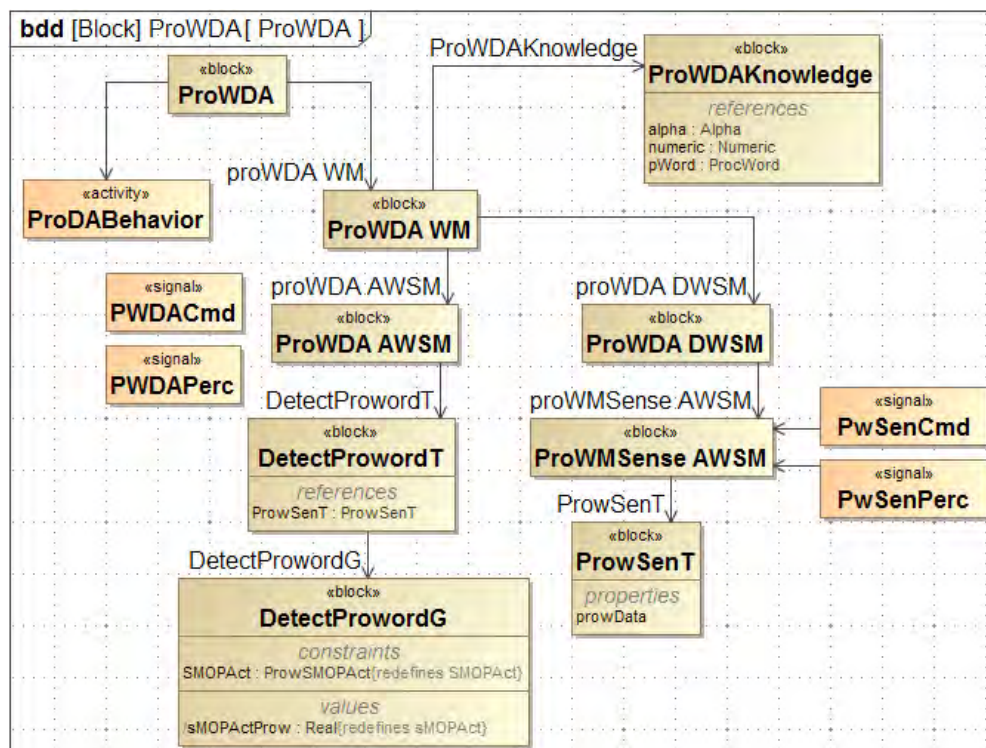 bdd [Block] ProWDA[ ProWDA ]
«block»
ProWDA
ProWDAKnowledge
«block»
ProWDAKnowledge
references
alpha : Alpha
numeric : Numeric
pWord : ProcWord
proWDA WM
«activity»
ProDABehavior
«block»
ProWDA WM
«signal»
PWDACmd
«signal»
PWDAPerc
proWDA AWSM
«block»
ProWDA AWSM
proWDA DWSM
«block»
ProWDA DWSM
DetectProwordT
«block»
DetectProwordT
references
ProwSenT : ProwSenT
proWMSense AWSM
«block»
ProWMSense AWSM
«signal»
PwSenCmd
«signal»
PwSenPerc
ProwSenT
«block»
ProwSenT
properties
prowData
DetectProwordG
«block»
DetectProwordG
constraints
SMOPAct : ProwSMOPAct{redefines SMOPAct}
values
/sMOPActProw : Real{redefines sMOPAct}